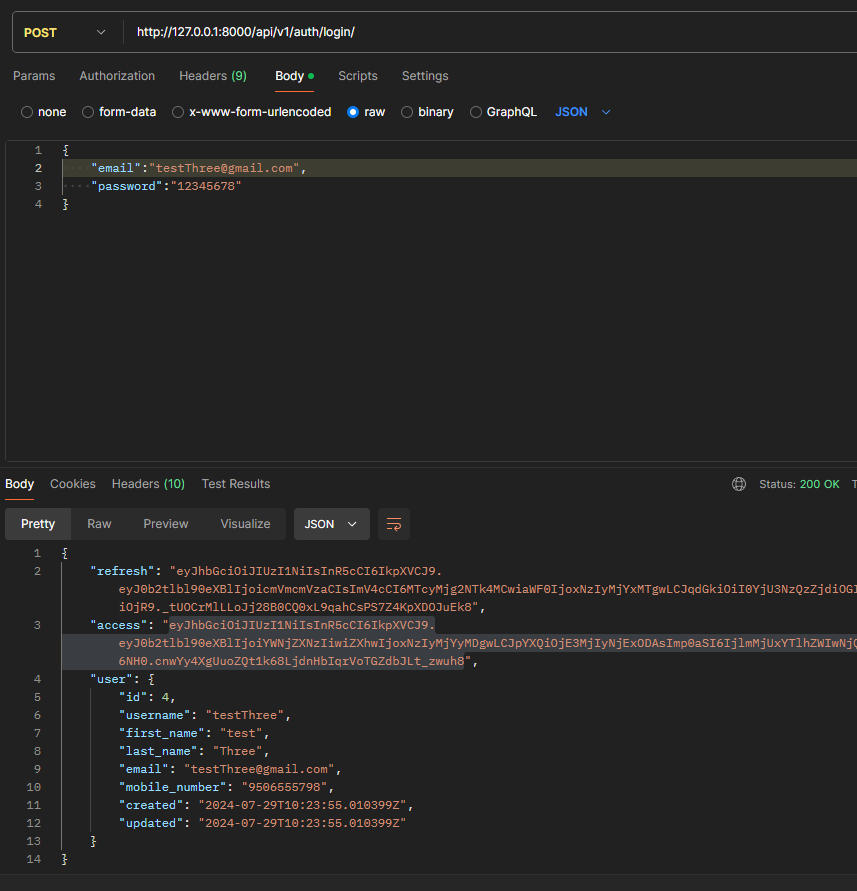 POST http://127.0.0.1:8000/api/v1/auth/login/
Params Authorization Headers (9) Body Scripts Settings
none form-data x-www-form-urlencoded raw binary GraphQL JSON
1 {
2 "email":"testThree@gmail.com",
3 "password":"12345678"
4 }
Body Cookies Headers (10) Test Results Status: 200 OK T
Pretty Raw Preview Visualize JSON
1 {
2 "refresh": "eyJhbGciOiJIUzI1NiIsInR5cCI6IkpXVCJ9.
eyJ0b2tlbl90eXBlIjoicmVmcmVzaCIsImV4cCI6MTcyMjg2NTk4MCwiaWF0IjoxNzIyMjYxMTgwLCJqdGkiOiI0YjU3NzQzZjdiOGI
iOjR9._tUOCrMlLLoJj28B0CQ0xL9qahCsPS7Z4KpXDOJuEk8",
3 "access": "eyJhbGciOiJIUzI1NiIsInR5cCI6IkpXVCJ9.
eyJ0b2tlbl90eXBlIjoiYWNjZXNzIiwiZXhwIjoxNzIyMjYyMDgwLCJpYXQiOjE3MjIyNjExODAsImp0aSI6IjlmMjUxYTlhZWIwNjQ
6NH0.cnwYy4XgUuoZQt1k68LjdnHbIqrVoTGZdbJLt_zwuh8",
4 "user": {
5 "id": 4,
6 "username": "testThree",
7 "first_name": "test",
8 "last_name": "Three",
9 "email": "testThree@gmail.com",
10 "mobile_number": "9506555798",
11 "created": "2024-07-29T10:23:55.010399Z",
12 "updated": "2024-07-29T10:23:55.010399Z"
13 }
14 }